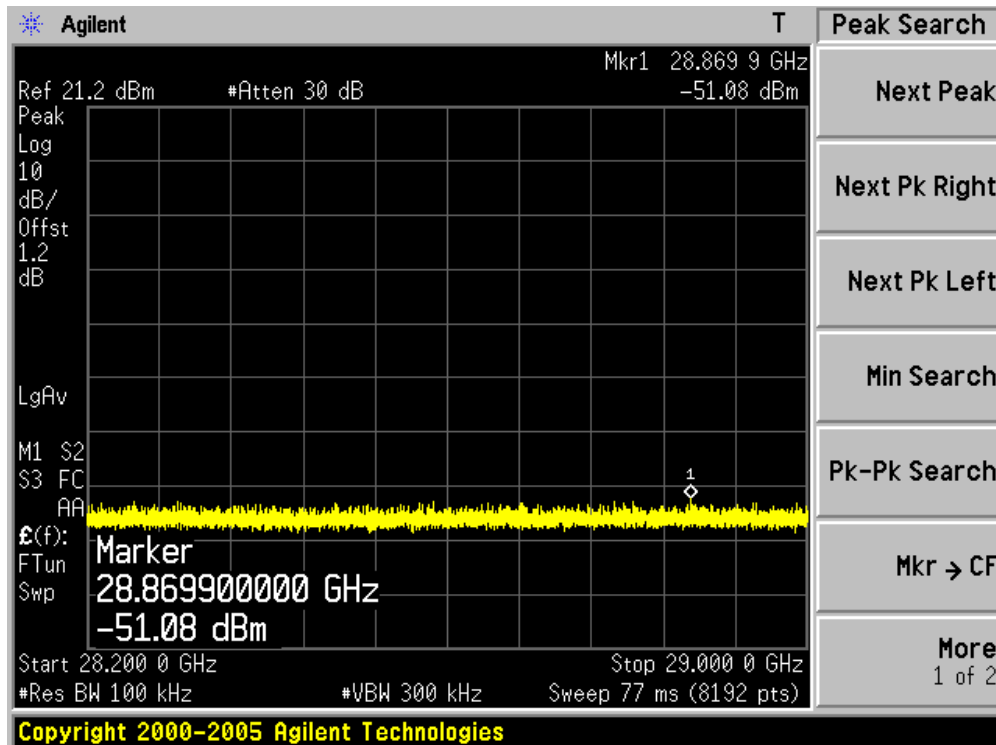 Agilent T Peak Search
Mkr1 28.869 9 GHz
Ref 21.2 dBm #Atten 30 dB -51.08 dBm
Peak
Log
10
dB/
Offst
1.2
dB
LgAv
M1 S2
S3 FC
AA
£(f):
FTun
Swp
1
Marker
28.869900000 GHz
-51.08 dBm
Start 28.200 0 GHz Stop 29.000 0 GHz
#Res BW 100 kHz #VBW 300 kHz Sweep 77 ms (8192 pts)
Copyright 2000-2005 Agilent Technologies
Next Peak
Next Pk Right
Next Pk Left
Min Search
Pk-Pk Search
Mkr → CF
More
1 of 2